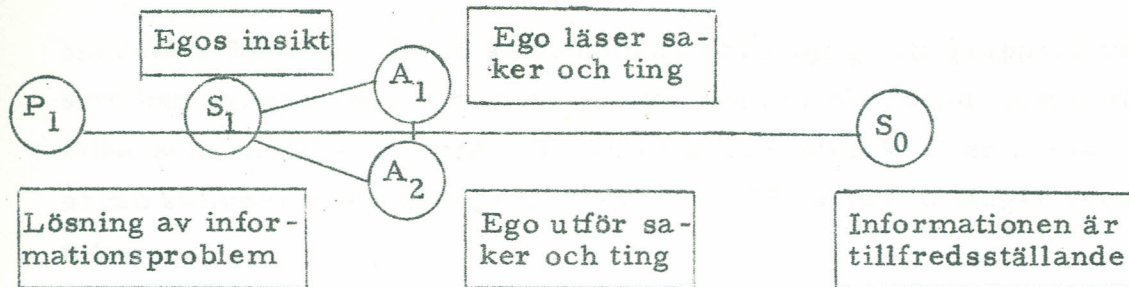 Egos insikt
Ego läser sa-
ker och ting
P1
S1
A1
A2
S0
Lösning av infor-
mationsproblem
Ego utför sa-
ker och ting
Informationen är
tillfredsställande